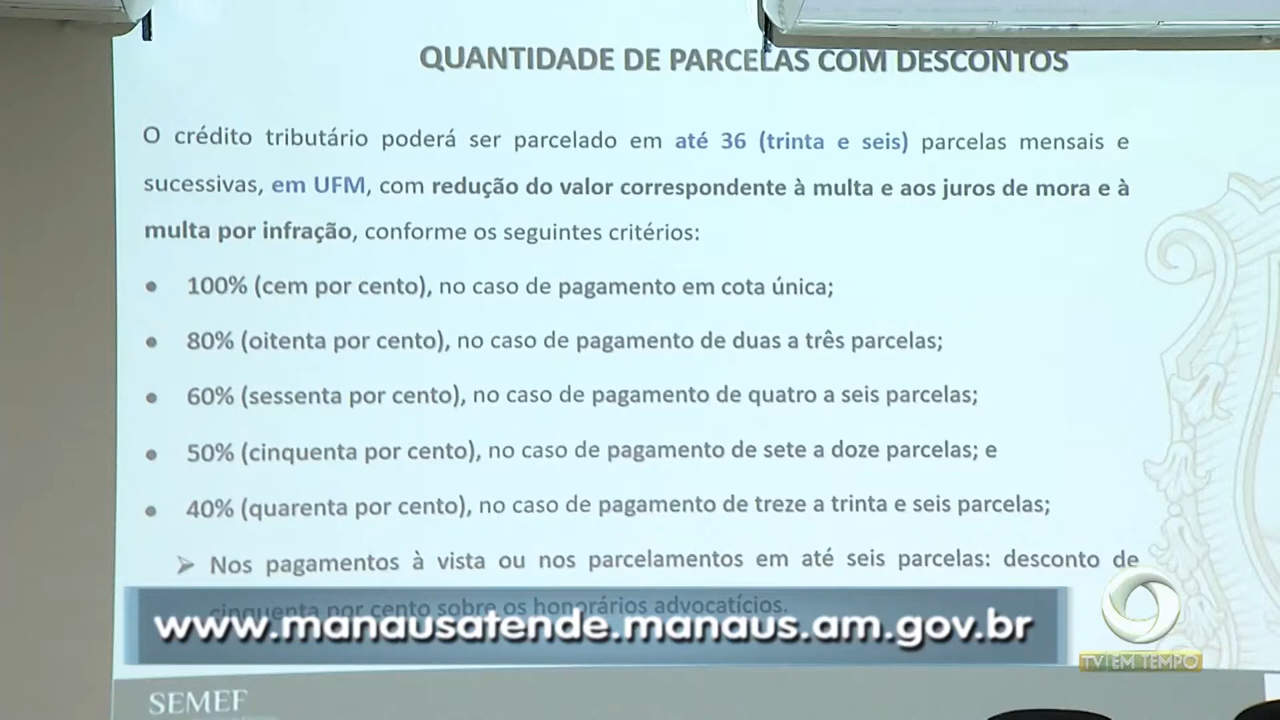 QUANTIDADE DE PARCELAS COM DESCONTOS
O crédito tributário poderá ser parcelado em até 36 (trinta e seis) parcelas mensais e
sucessivas, em UFM, com redução do valor correspondente à multa e aos juros de mora e à
multa por infração, conforme os seguintes critérios:
• 100% (cem por cento), no caso de pagamento em cota única;
• 80% (oitenta por cento), no caso de pagamento de duas a três parcelas;
• 60% (sessenta por cento), no caso de pagamento de quatro a seis parcelas;
• 50% (cinquenta por cento), no caso de pagamento de sete a doze parcelas; e
• 40% (quarenta por cento), no caso de pagamento de treze a trinta e seis parcelas;
➢ Nos pagamentos à vista ou nos parcelamentos em até seis parcelas: desconto de
cinquenta por cento sobre os honorários advocatícios.
www.manausatende.manaus.am.gov.br
TV EM TEMPO
SEMEF